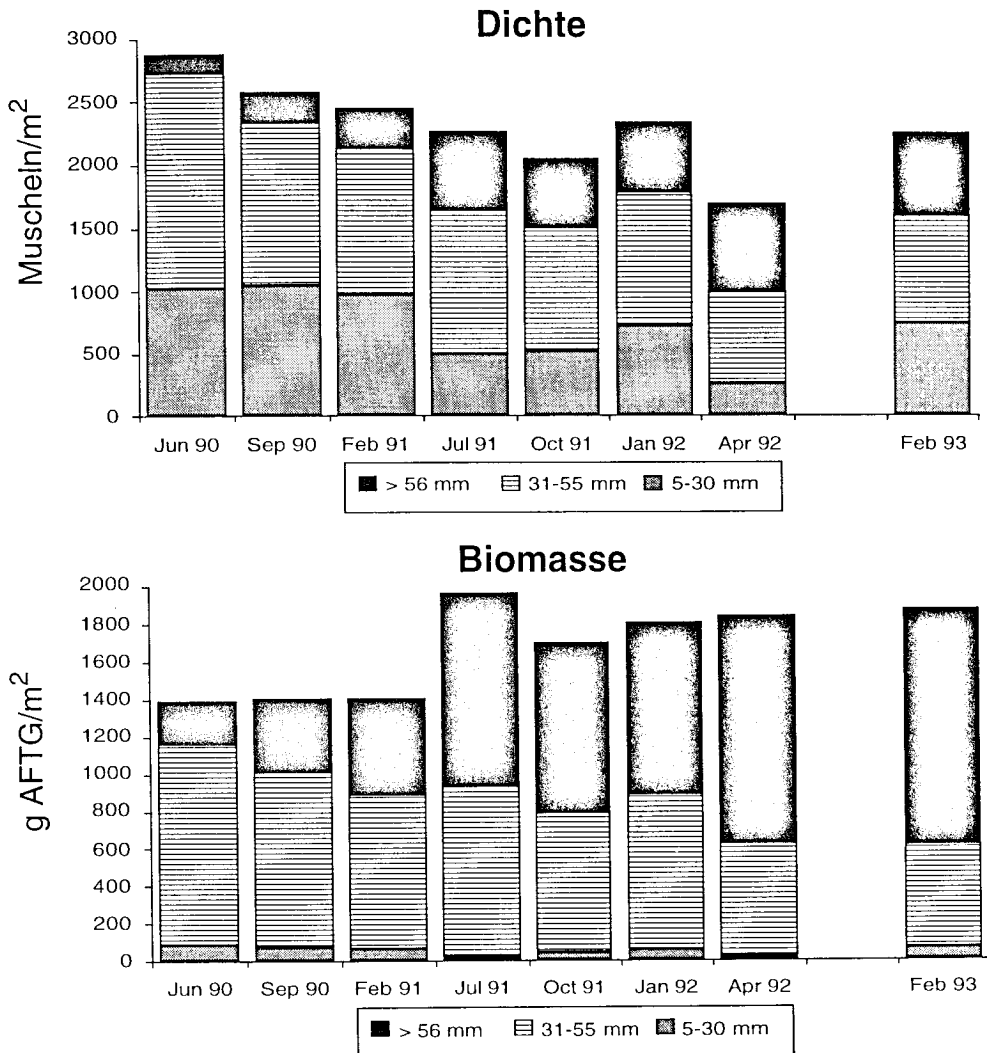 Dichte
Muscheln/m²
3000
2500
2000
1500
1000
500
0
Jun 90 Sep 90 Feb 91 Jul 91 Oct 91 Jan 92 Apr 92 Feb 93
> 56 mm 31-55 mm 5-30 mm
Biomasse
g AFTG/m²
2000
1800
1600
1400
1200
1000
800
600
400
200
0
Jun 90 Sep 90 Feb 91 Jul 91 Oct 91 Jan 92 Apr 92 Feb 93
> 56 mm 31-55 mm 5-30 mm